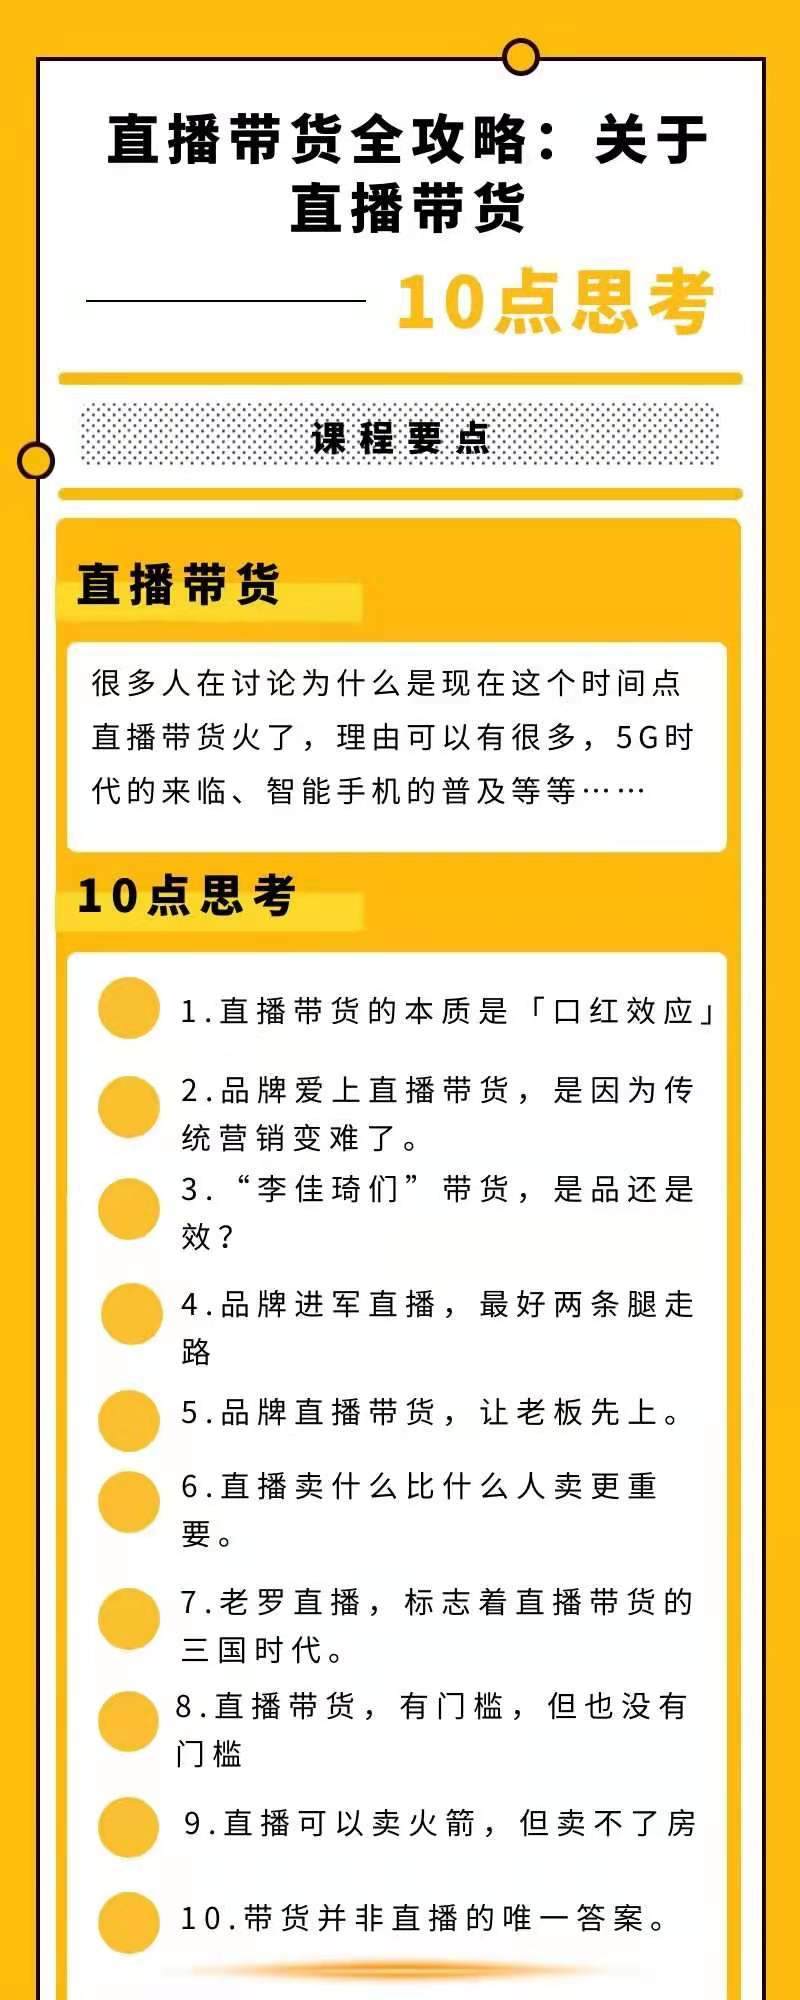 直播带货全攻略：关于
直播带货
10点思考
课程要点
直播带货
很多人在讨论为什么是现在这个时间点
直播带货火了，理由可以有很多，5G时
代的来临、智能手机的普及等等……
10点思考
1.直播带货的本质是「口红效应」
2.品牌爱上直播带货，是因为传
统营销变难了。
3.“李佳琦们”带货，是品还是
效？
4.品牌进军直播，最好两条腿走
路
5.品牌直播带货，让老板先上。
6.直播卖什么比什么人卖更重
要。
7.老罗直播，标志着直播带货的
三国时代。
8.直播带货，有门槛，但也没有
门槛
9.直播可以卖火箭，但卖不了房
10.带货并非直播的唯一答案。